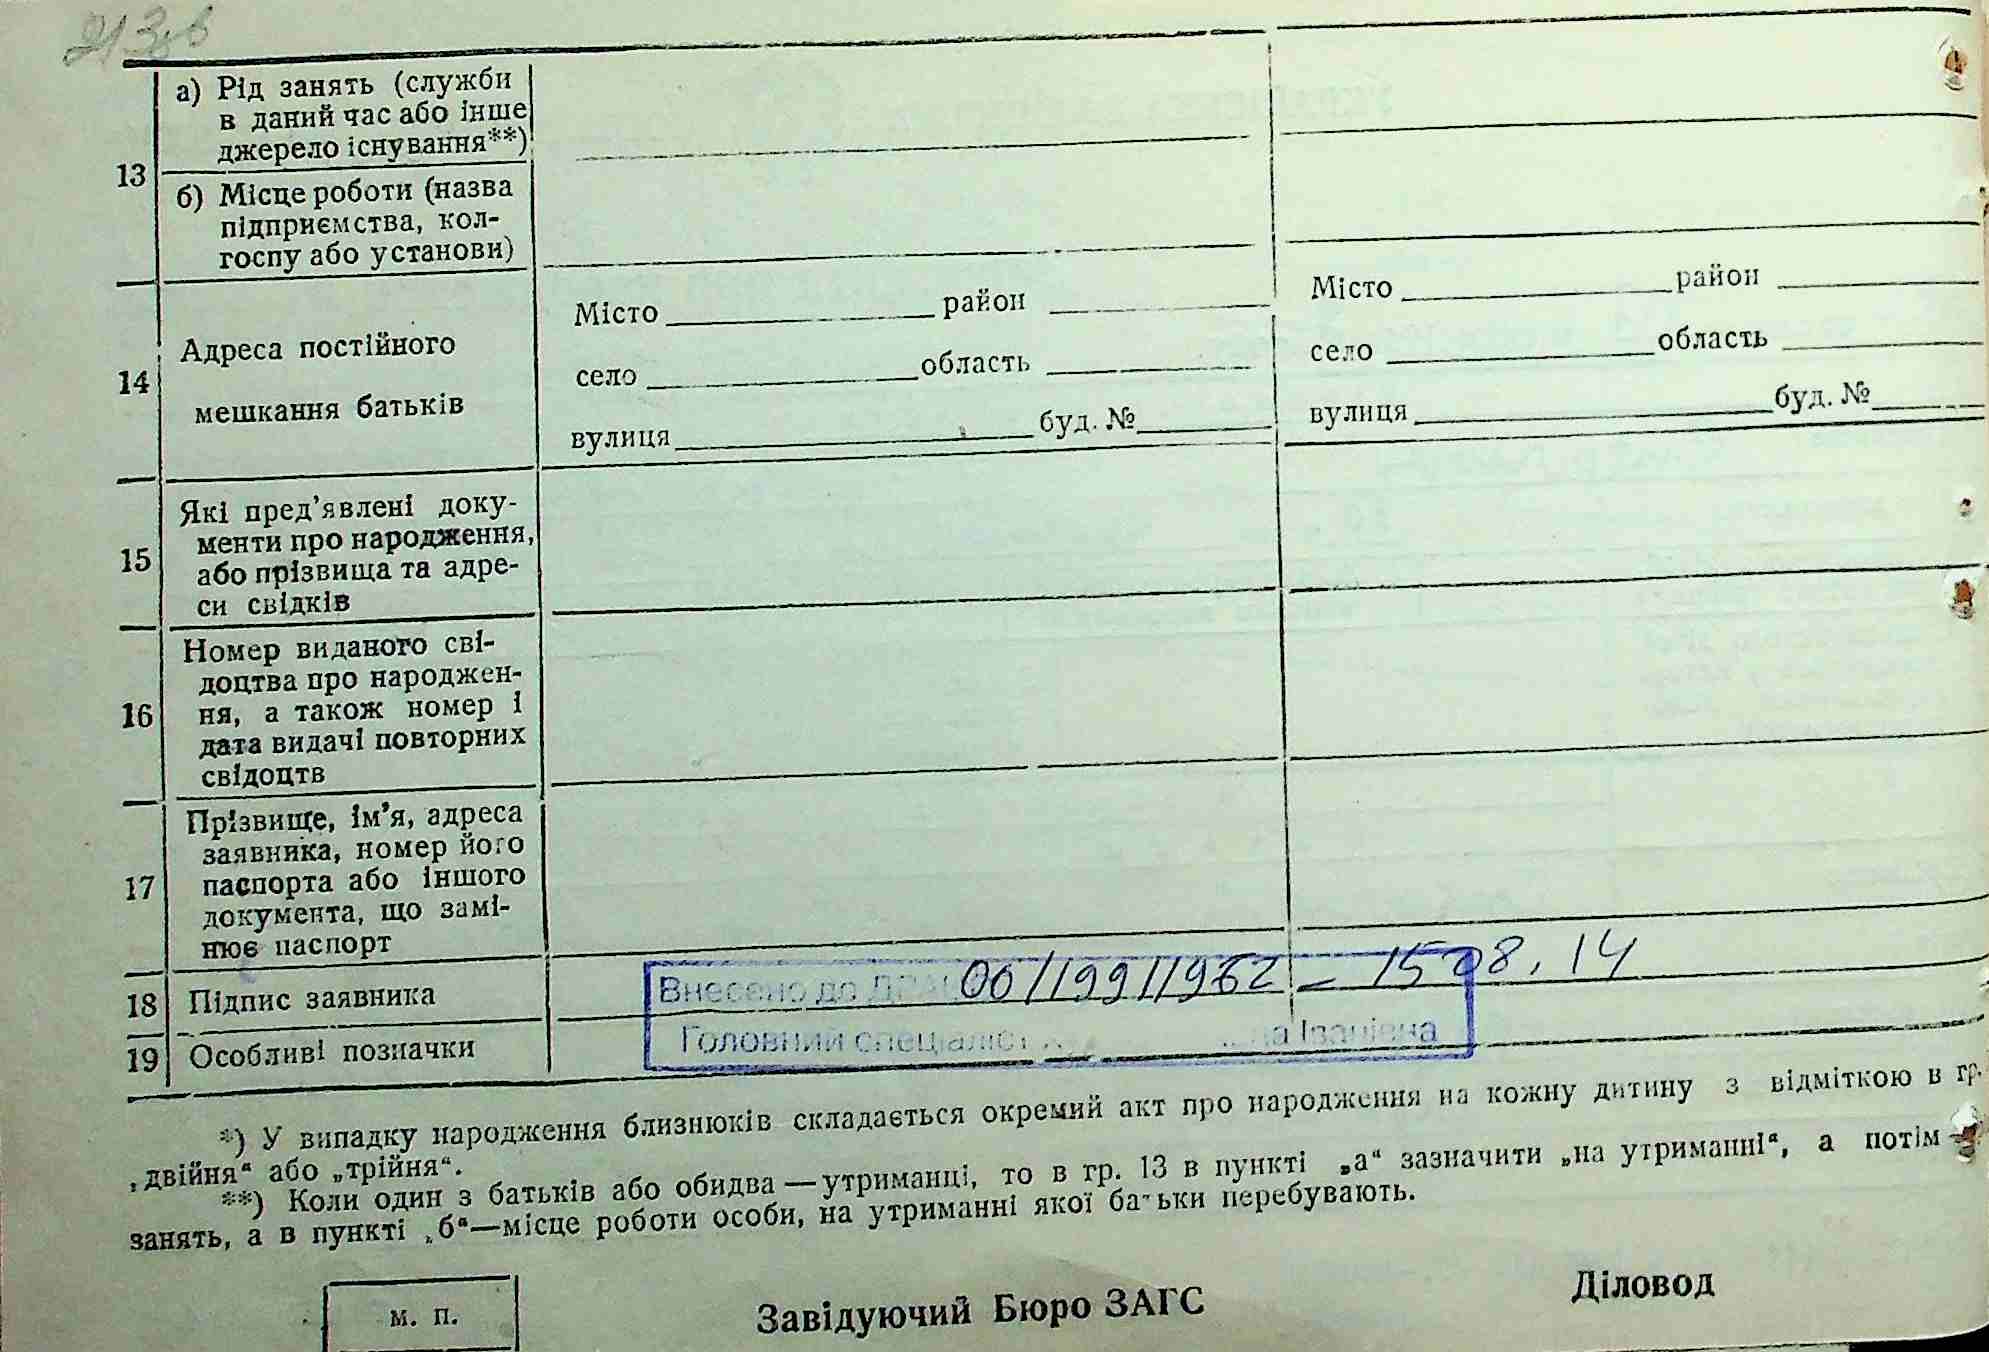 213.в
13
а) Рід занять (служби
в даний час або інше
джерело існування**)
б) Місце роботи (назва
підприємства, кол-
госпу або установи)
14
Адреса постійного
мешкання батьків
Місто район
село область
вулиця буд. №
Місто район
село область
вулиця буд. №
15
Які пред’явлені доку-
менти про народження,
або прізвища та адре-
си свідків
16
Номер виданого сві-
доцтва про народжен-
ня, а також номер і
дата видачі повторних
свідоцтв
17
Прізвище, ім’я, адреса
заявника, номер його
паспорта або іншого
документа, що замі-
нює паспорт
18 Підпис заявника
Внесено до 00119911962 – 15 08. 14
19 Особливі позначки
Головний спеціаліст Іванівна
*) У випадку народження близнюків складається окремий акт про народження на кожну дитину з відміткою в гр.
„двійня“ або „трійня“.
**) Коли один з батьків або обидва—утриманці, то в гр. 13 в пункті „а“ зазначити „на утриманні“, а потім —
занять, а в пункті „б“—місце роботи особи, на утриманні якої батьки перебувають.
м. п.
Завідуючий Бюро ЗАГС
Діловод